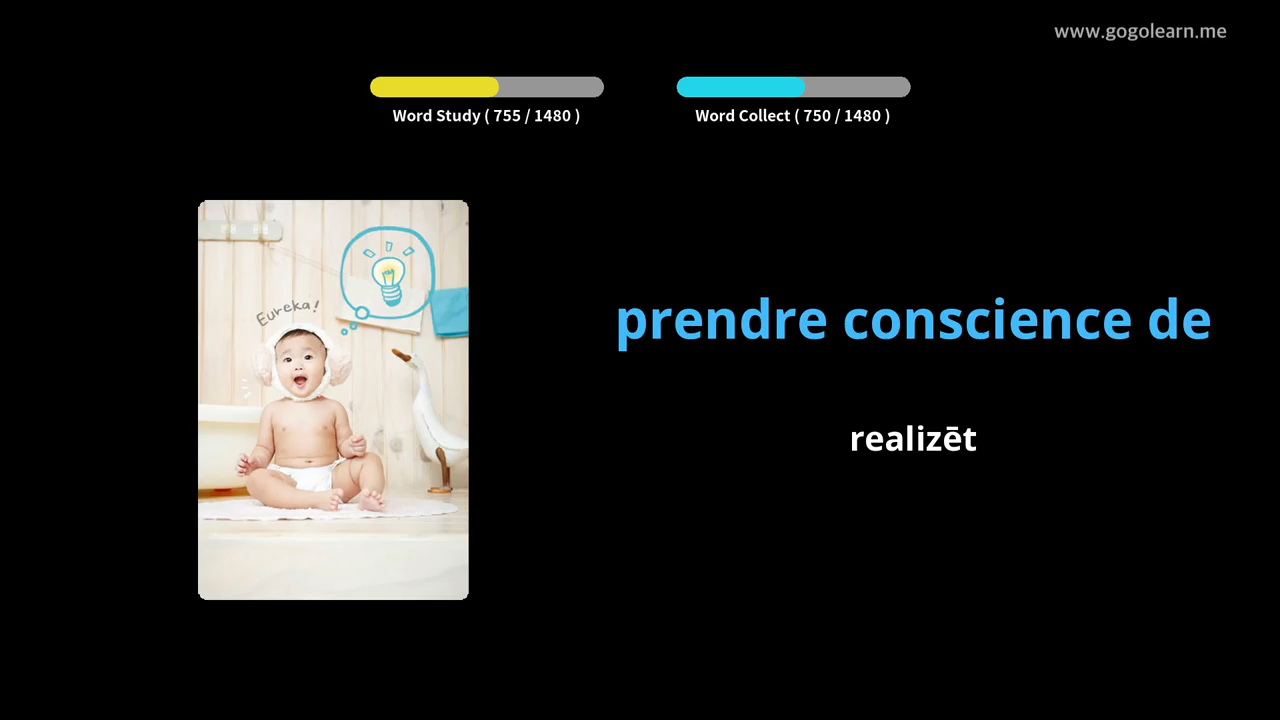 www.gogolearn.me
Word Study ( 755 / 1480 )
Word Collect ( 750 / 1480 )
Eureka!
prendre conscience de
realizēt